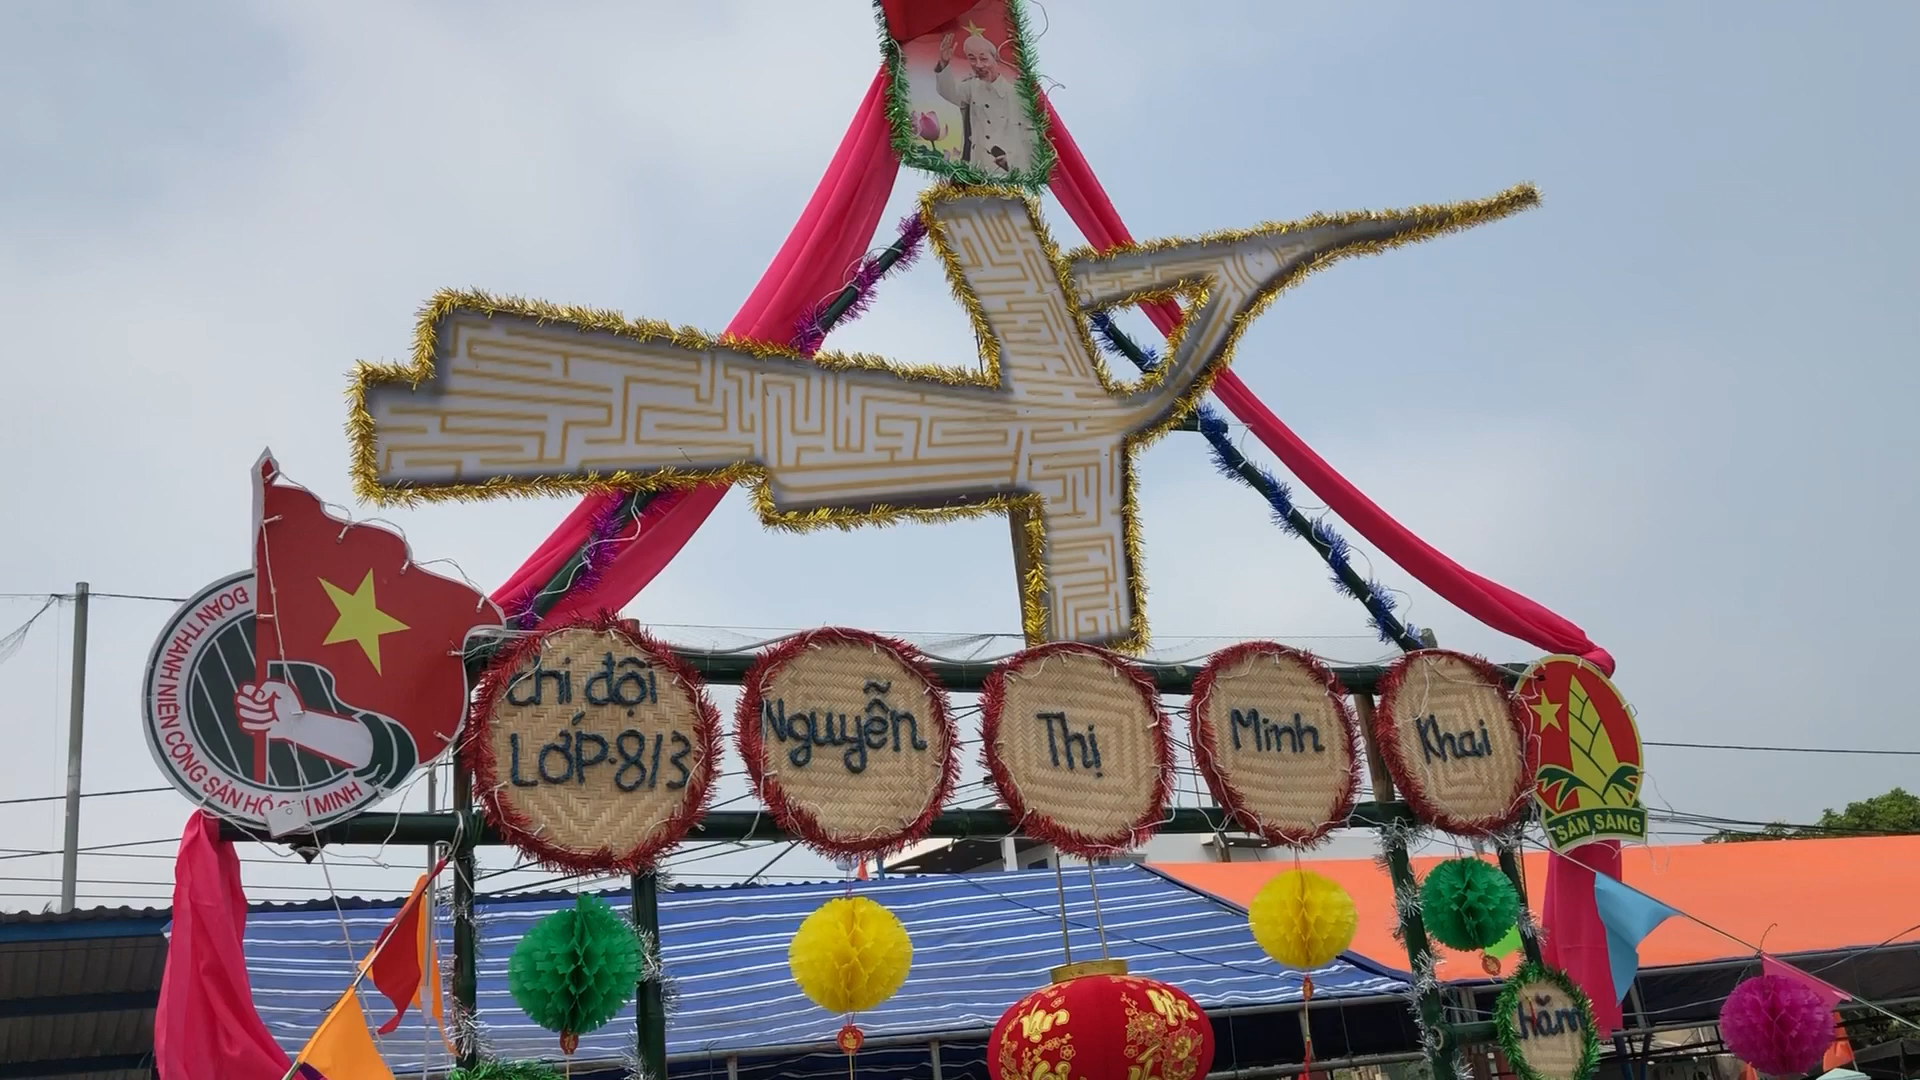 ĐOÀN THANH NIÊN CỘNG SẢN HỒ CHÍ MINH
chi đội
LỚP.8/3
Nguyễn
Thị
Minh
Khai
SẴN SÀNG